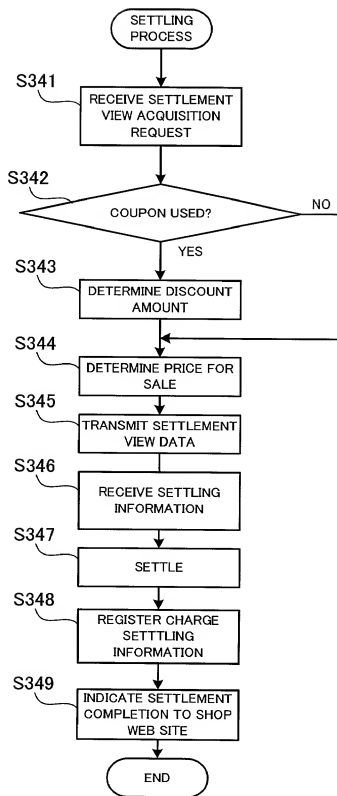 SETTLING
PROCESS
S341
RECEIVE SETTLEMENT
VIEW ACQUISITION
REQUEST
S342
COUPON USED?
NO
YES
S343
DETERMINE DISCOUNT
AMOUNT
S344
DETERMINE PRICE FOR
SALE
S345
TRANSMIT SETTLEMENT
VIEW DATA
S346
RECEIVE SETTLING
INFORMATION
S347
SETTLE
S348
REGISTER CHARGE
SETTTLING
INFORMATION
S349
INDICATE SETTLEMENT
COMPLETION TO SHOP
WEB SITE
END